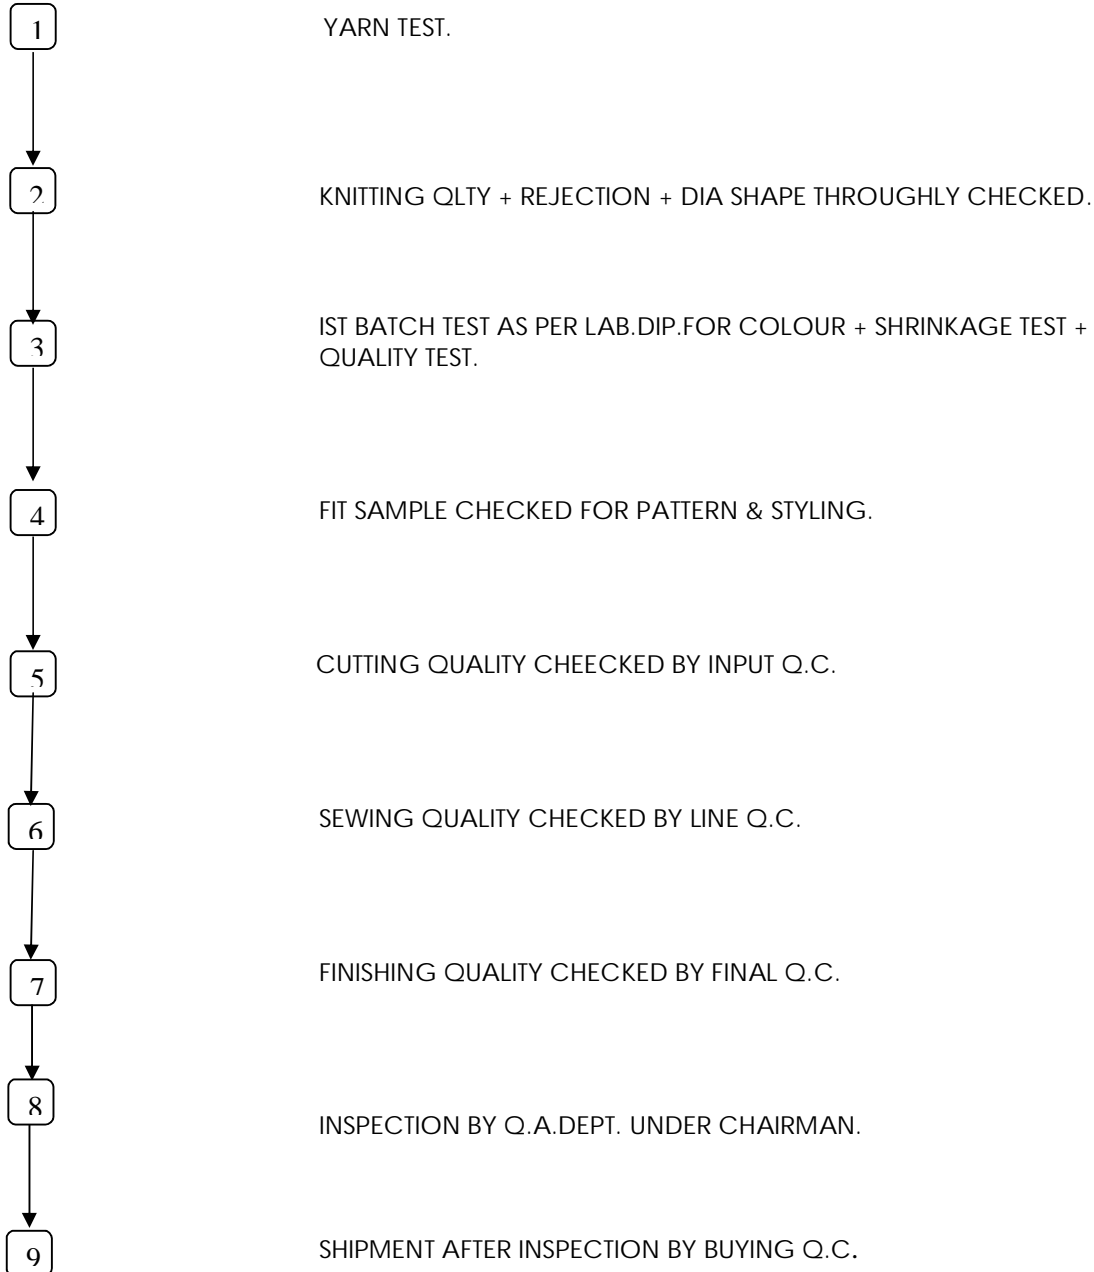 1 YARN TEST.
2 KNITTING QLTY + REJECTION + DIA SHAPE THROUGHLY CHECKED.
3 IST BATCH TEST AS PER LAB.DIP.FOR COLOUR + SHRINKAGE TEST +
QUALITY TEST.
4 FIT SAMPLE CHECKED FOR PATTERN & STYLING.
5 CUTTING QUALITY CHEECKED BY INPUT Q.C.
6 SEWING QUALITY CHECKED BY LINE Q.C.
7 FINISHING QUALITY CHECKED BY FINAL Q.C.
8 INSPECTION BY Q.A.DEPT. UNDER CHAIRMAN.
9 SHIPMENT AFTER INSPECTION BY BUYING Q.C.